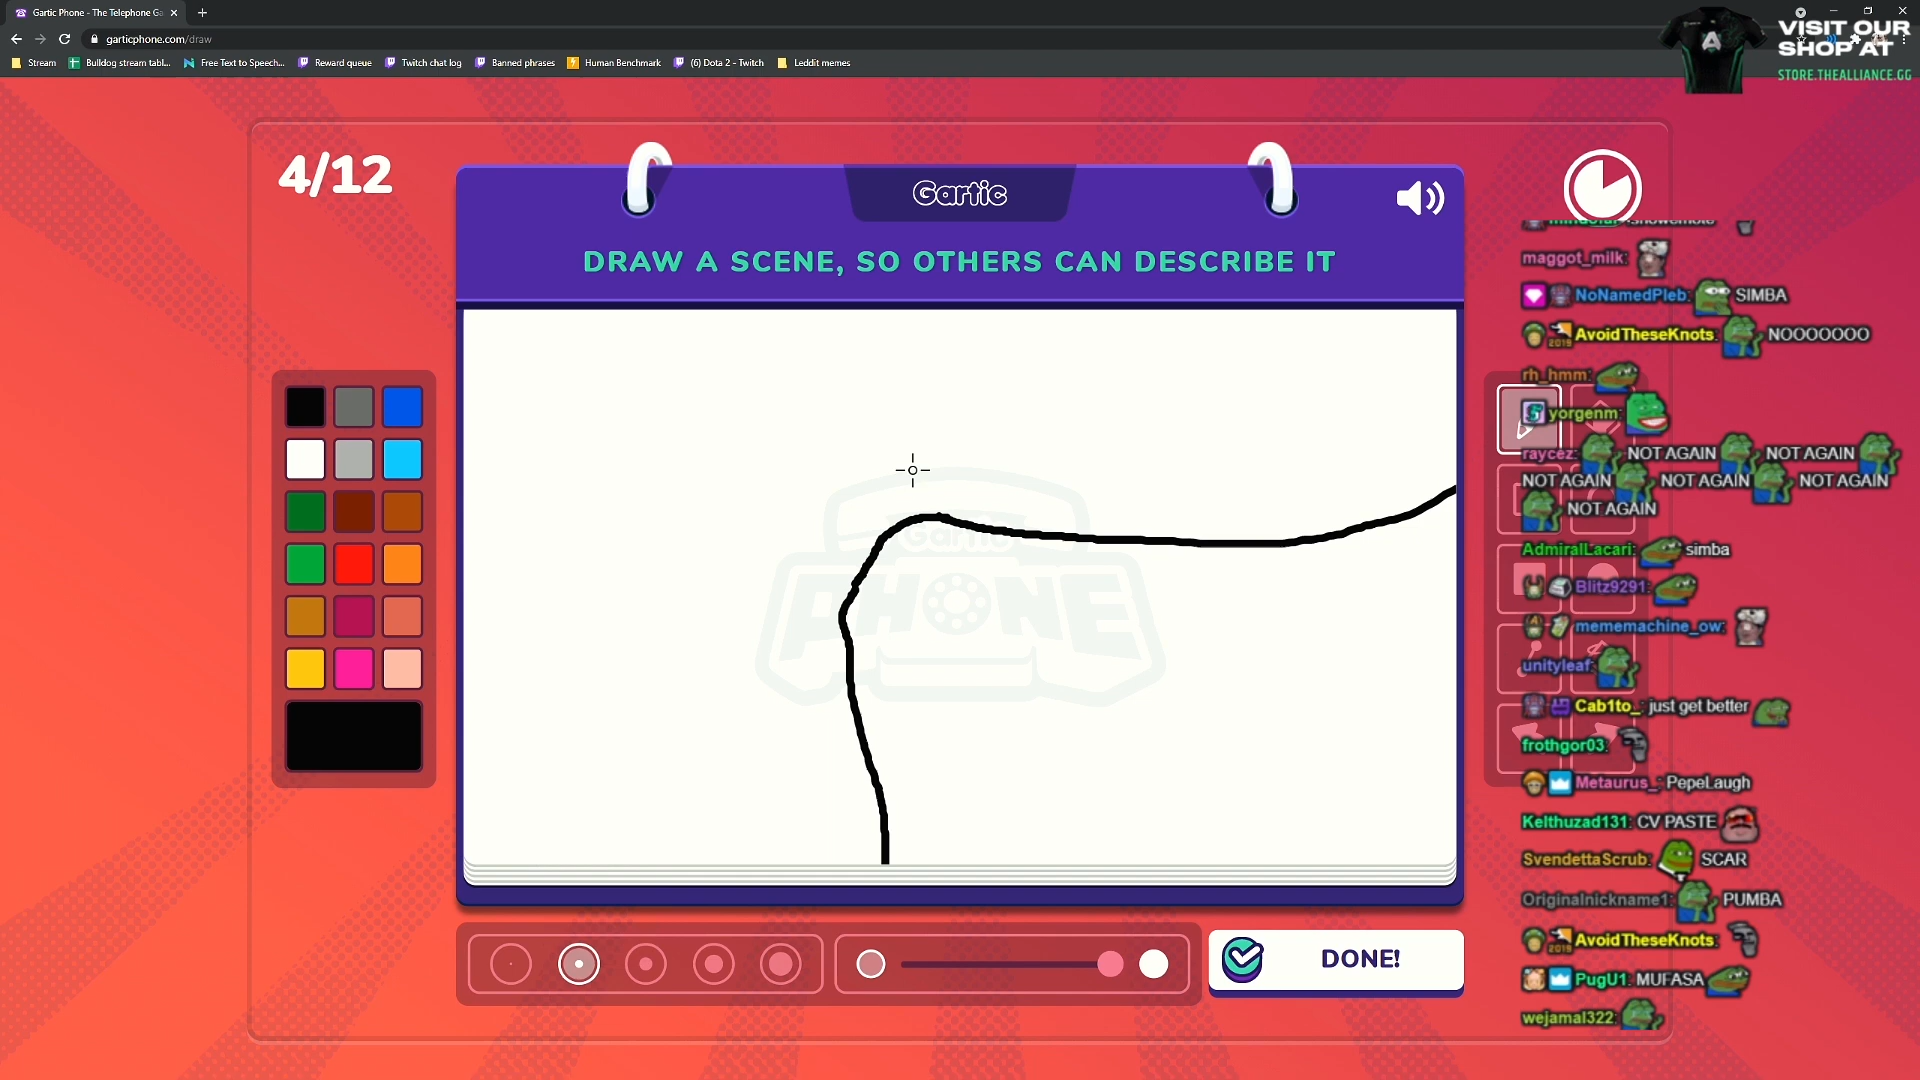 Gartic Phone - The Telephone Ga
garticphone.com/draw
Stream
Bulldog stream tabl...
Free Text to Speech...
Reward queue
Twitch chat log
Banned phrases
Human Benchmark
(6) Dota 2 - Twitch
Leddit memes
VISIT OUR
SHOP AT
STORE.THEALLIANCE.GG
4/12
Gartic
DRAW A SCENE, SO OTHERS CAN DESCRIBE IT
Gartic
PHONE
DONE!
maggot_milk:
NoNamedPleb: SIMBA
AvoidTheseKnots: NOOOOOOO
rh_hmm:
yorgenm:
raycez: NOT AGAIN NOT AGAIN
NOT AGAIN NOT AGAIN NOT AGAIN
NOT AGAIN
AdmiralLacari: simba
Blitz9291:
mememachine_ow:
unityleaf:
Cab1to_: just get better
frothgor03:
Metaurus_: PepeLaugh
Kelthuzad131: CV PASTE
SvendettaScrub: SCAR
Originalnickname1: PUMBA
AvoidTheseKnots:
PugU1: MUFASA
wejamal322: